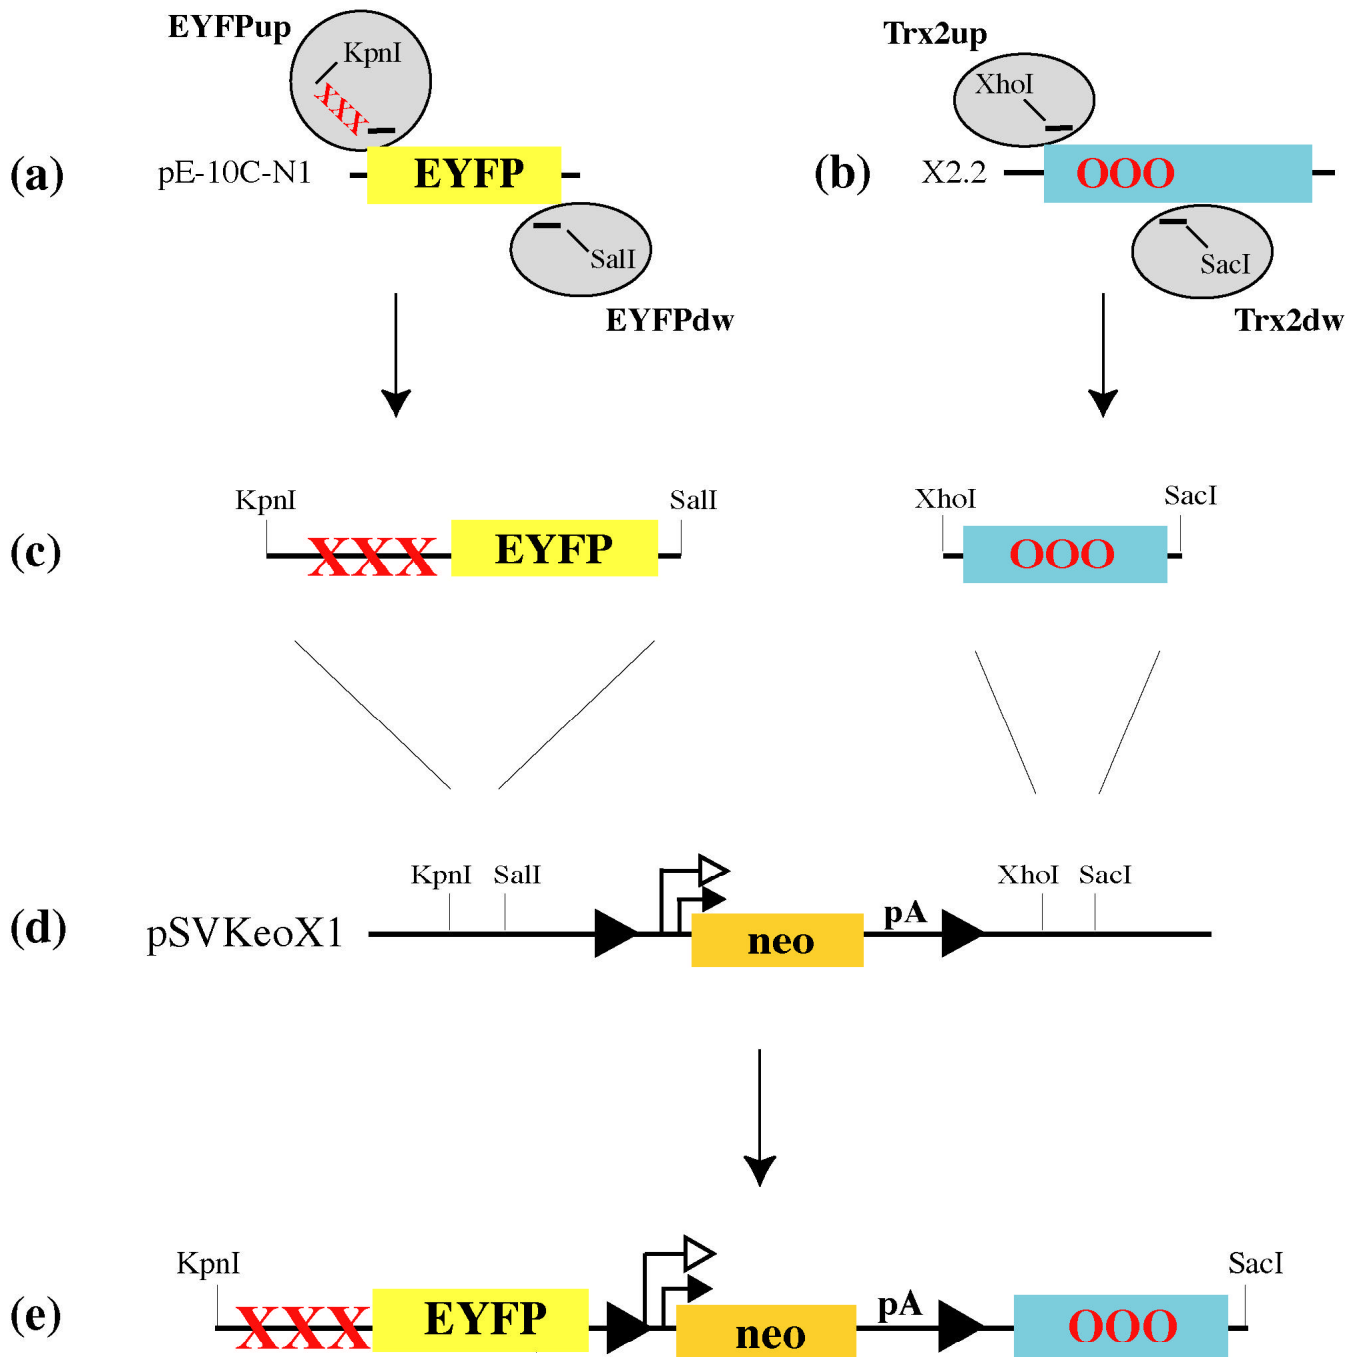 EYFPup
KpnI
XXX
(a) pE-10C-N1 EYFP
SalI
EYFPdw
Trx2up
XhoI
(b) X2.2 OOO
SacI
Trx2dw
KpnI SalI
(c) XXX EYFP
XhoI SacI
OOO
KpnI SalI XhoI SacI
(d) pSVKeoX1 neo pA
KpnI SacI
(e) XXX EYFP neo pA OOO